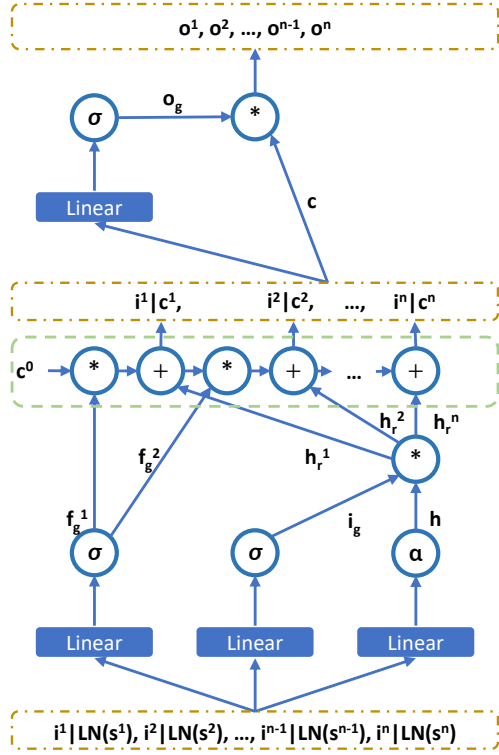 o¹, o², ..., oⁿ⁻¹, oⁿ
o_g
σ
*
Linear
c
i¹|c¹, i²|c², ..., iⁿ|cⁿ
c⁰ * + * + ... +
h_r¹ h_r² h_rⁿ
f_g¹ f_g²
*
i_g h
σ σ α
Linear Linear Linear
i¹|LN(s¹), i²|LN(s²), ..., iⁿ⁻¹|LN(sⁿ⁻¹), iⁿ|LN(sⁿ)